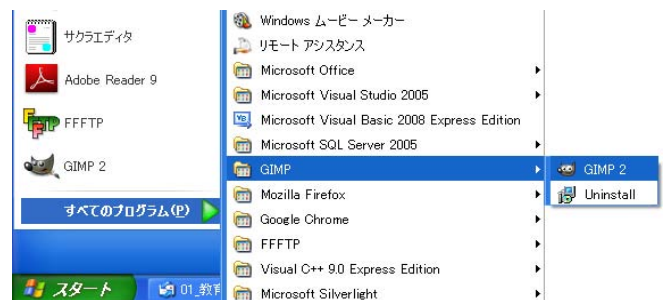 サクラエディタ
Adobe Reader 9
FFFTP
GIMP 2
すべてのプログラム(P)
スタート
01_教育
Windows ムービー メーカー
リモート アシスタンス
Microsoft Office
Microsoft Visual Studio 2005
Microsoft Visual Basic 2008 Express Edition
Microsoft SQL Server 2005
GIMP
Mozilla Firefox
Google Chrome
FFFTP
Visual C++ 9.0 Express Edition
Microsoft Silverlight
GIMP 2
Uninstall